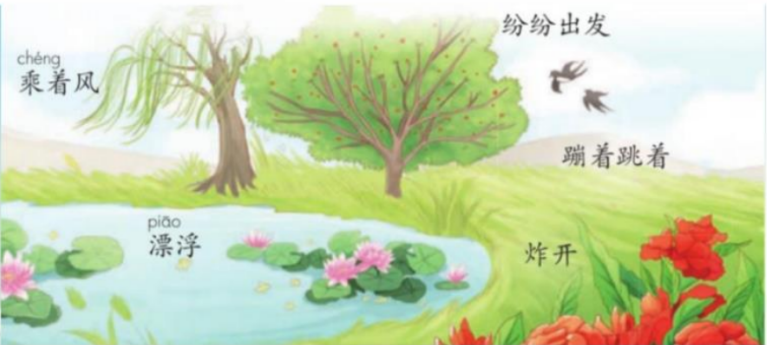 纷纷出发
chéng
乘着风
蹦着跳着
piāo
漂浮
炸开